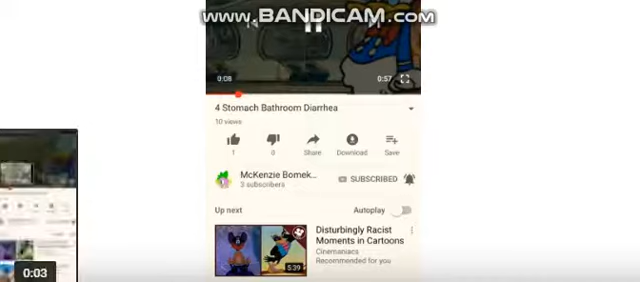 www.BANDICAM.com
0:08
0:57
4 Stomach Bathroom Diarrhea
10 views
1
0
Share
Download
Save
McKenzie Bomek...
SUBSCRIBED
3 subscribers
Up next
Autoplay
Disturbingly Racist
Moments in Cartoons
Cinemaniacs
Recommended for you
5:39
0:03